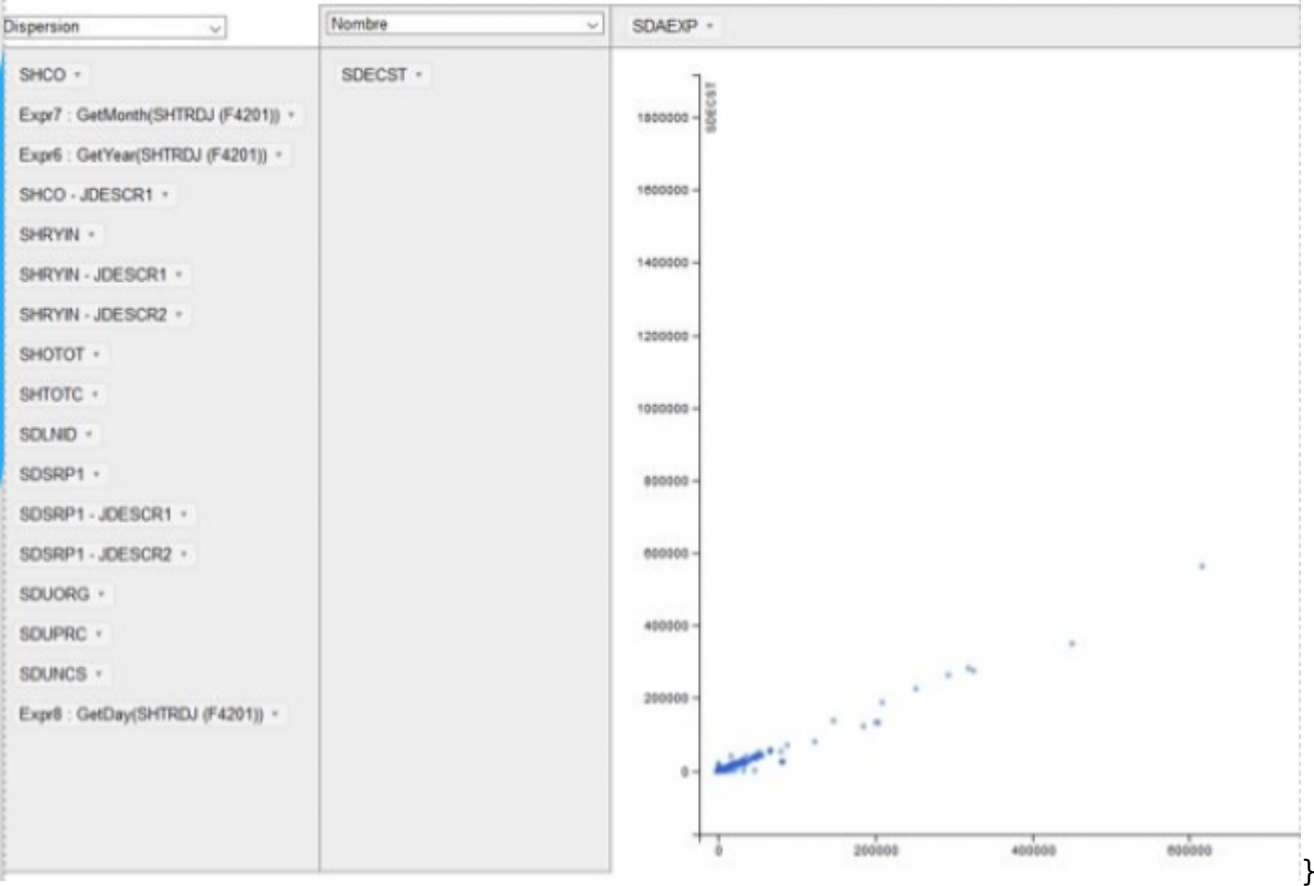 Dispersion
Nombre
SDAEXP
SHCO
SDECST
Expr7 : GetMonth(SHTRDJ (F4201))
Expr6 : GetYear(SHTRDJ (F4201))
SHCO - JDESCR1
SHRYIN
SHRYIN - JDESCR1
SHRYIN - JDESCR2
SHOTOT
SHTOTC
SDLNID
SDSRP1
SDSRP1 - JDESCR1
SDSRP1 - JDESCR2
SDUORG
SDUPRC
SDUNCS
Expr8 : GetDay(SHTRDJ (F4201))
SDECST
1800000
1600000
1400000
1200000
1000000
800000
600000
400000
200000
0
0 200000 400000 600000
}